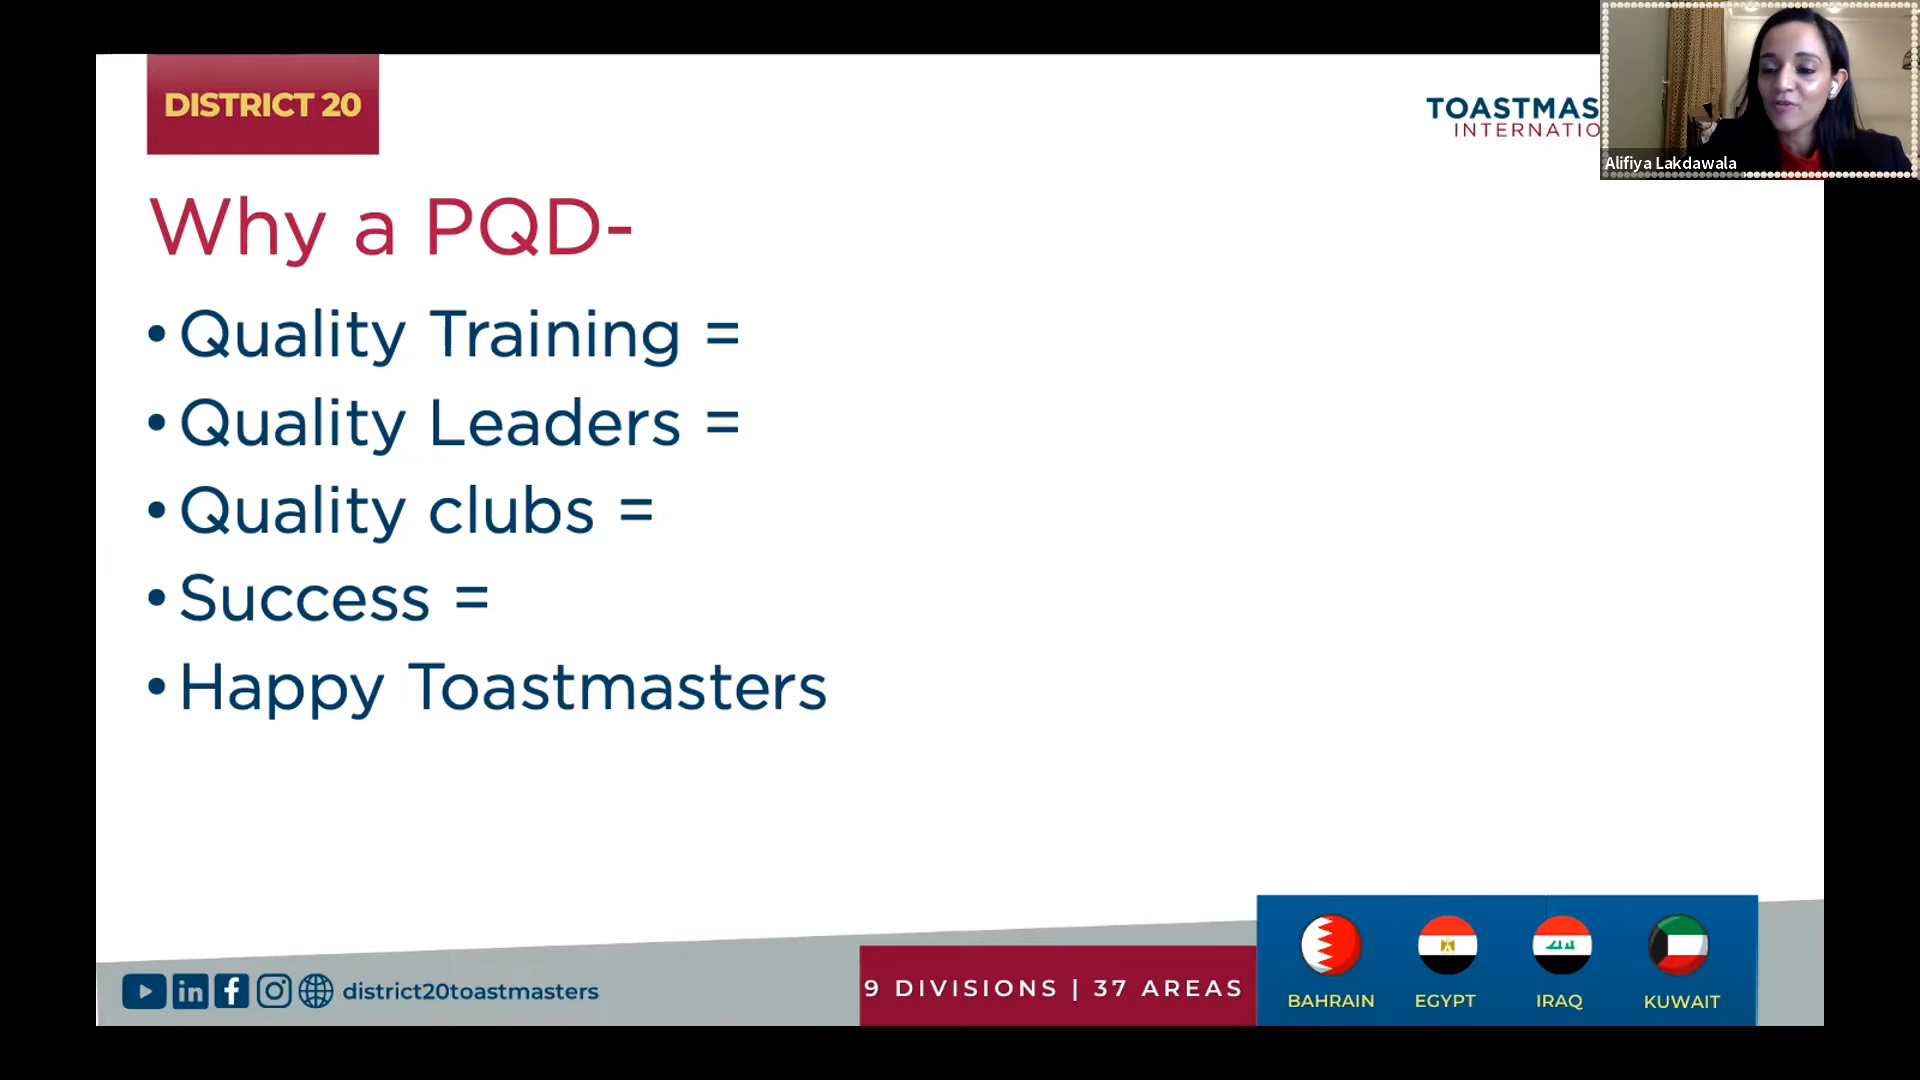 DISTRICT 20
TOASTMAS
INTERNATIO
Alifiya Lakdawala
Why a PQD-
• Quality Training =
• Quality Leaders =
• Quality clubs =
• Success =
• Happy Toastmasters
district20toastmasters
9 DIVISIONS | 37 AREAS
BAHRAIN EGYPT IRAQ KUWAIT